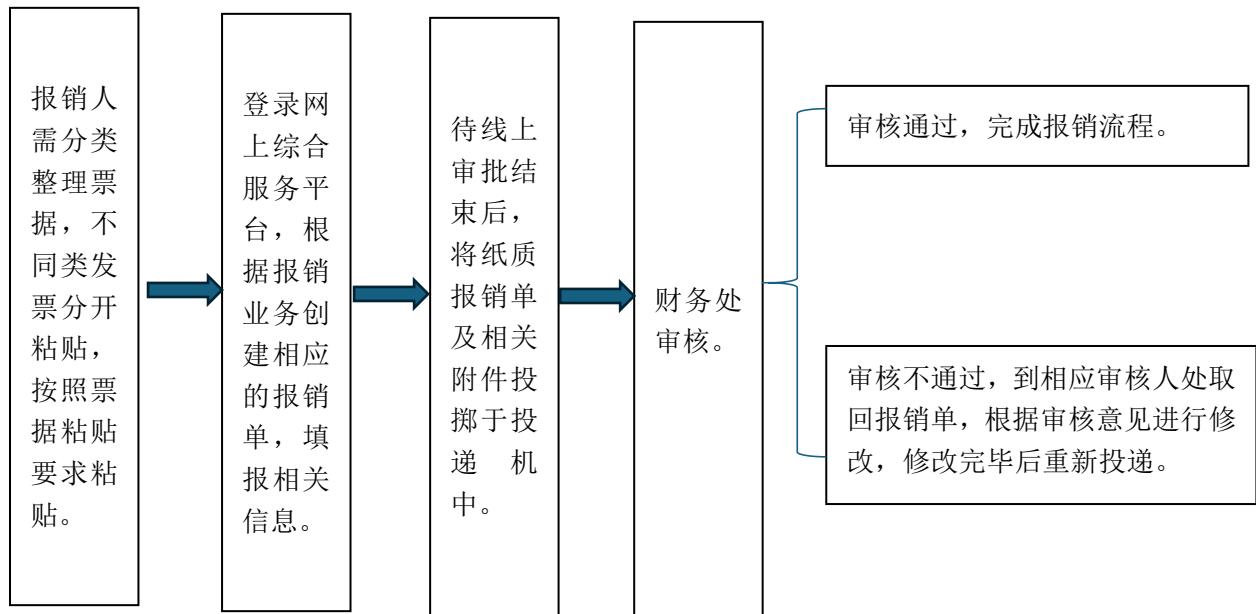 报销人
需分类
整理票
据，不
同类发
票分开
粘贴，
按照票
据粘贴
要求粘
贴。
登录网
上综合
服务平
台，根
据报销
业务创
建相应
的报销
单，填
报相关
信息。
待线上
审批结
束后，
将纸质
报销单
及相关
附件投
掷于投
递机
中。
财务处
审核。
审核通过，完成报销流程。
审核不通过，到相应审核人处取
回报销单，根据审核意见进行修
改，修改完毕后重新投递。